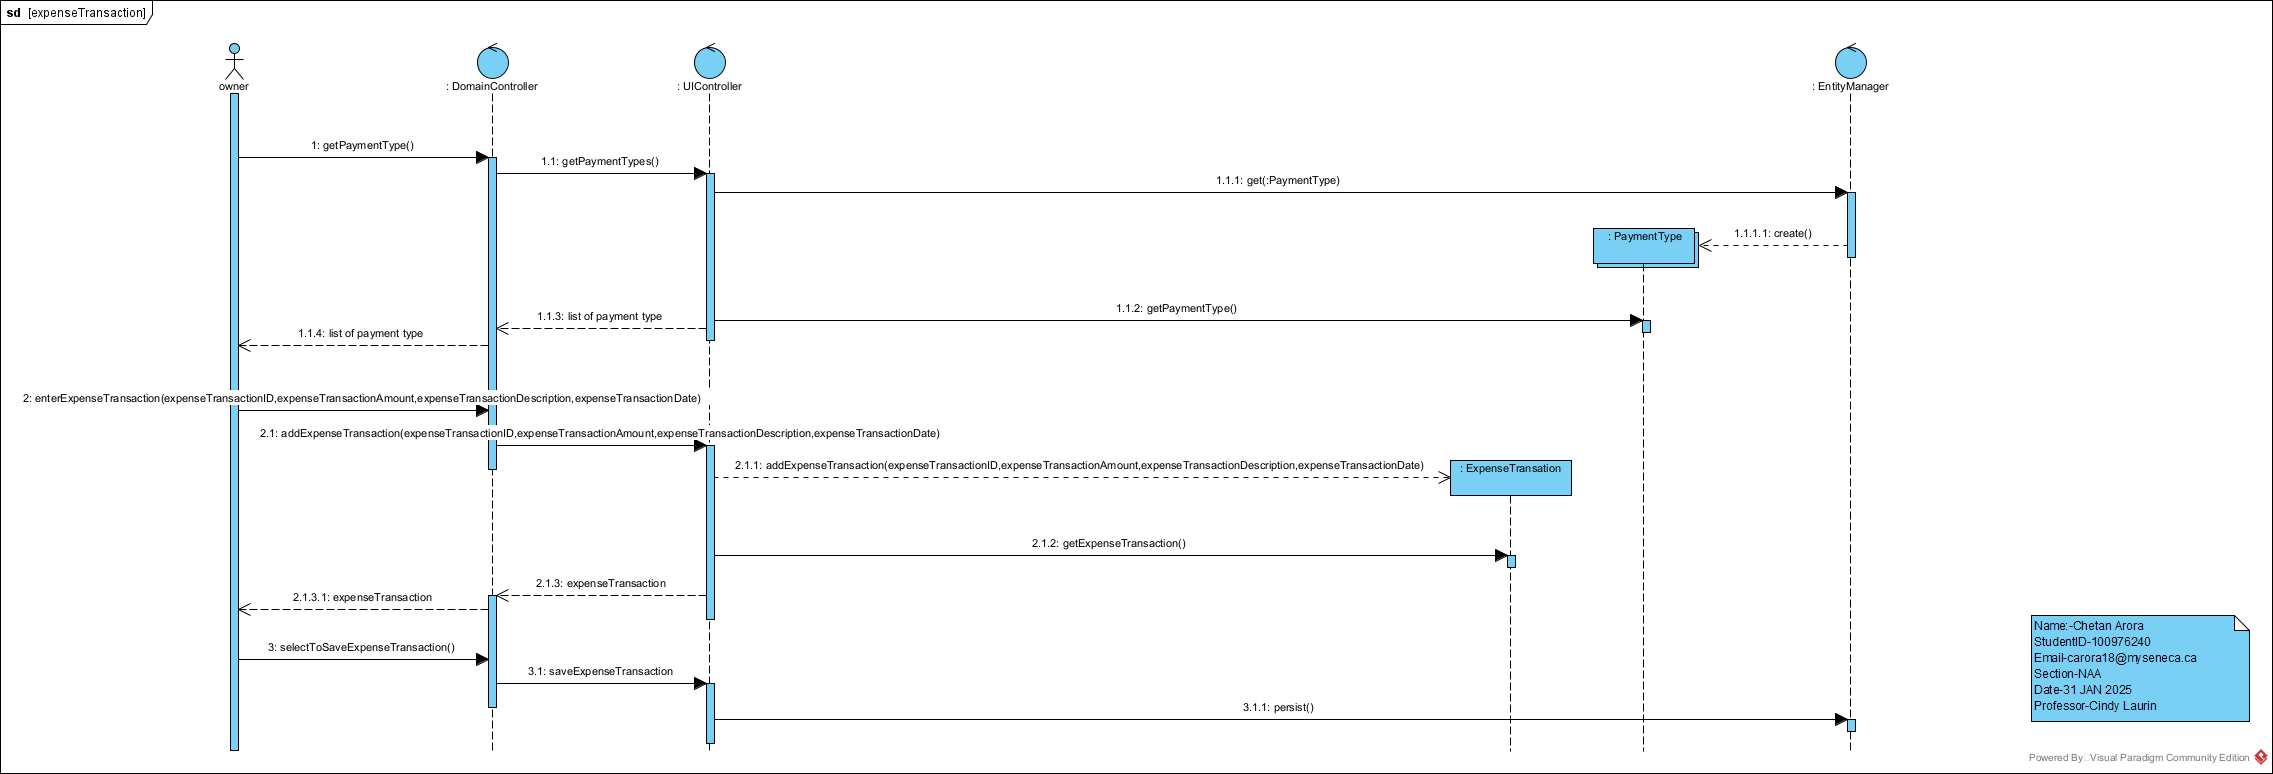 sd [expenseTransaction]
owner
: DomainController
: UIController
: EntityManager
1: getPaymentType()
1.1: getPaymentTypes()
1.1.1: get(:PaymentType)
: PaymentType
1.1.1.1: create()
1.1.2: getPaymentType()
1.1.3: list of payment type
1.1.4: list of payment type
2: enterExpenseTransaction(expenseTransactionID,expenseTransactionAmount,expenseTransactionDescription,expenseTransactionDate)
2.1: addExpenseTransaction(expenseTransactionID,expenseTransactionAmount,expenseTransactionDescription,expenseTransactionDate)
2.1.1: addExpenseTransaction(expenseTransactionID,expenseTransactionAmount,expenseTransactionDescription,expenseTransactionDate)
: ExpenseTransation
2.1.2: getExpenseTransaction()
2.1.3: expenseTransaction
2.1.3.1: expenseTransaction
3: selectToSaveExpenseTransaction()
3.1: saveExpenseTransaction
3.1.1: persist()
Name:-Chetan Arora
StudentID-100976240
Email-carora18@myseneca.ca
Section-NAA
Date-31 JAN 2025
Professor-Cindy Laurin
Powered By Visual Paradigm Community Edition